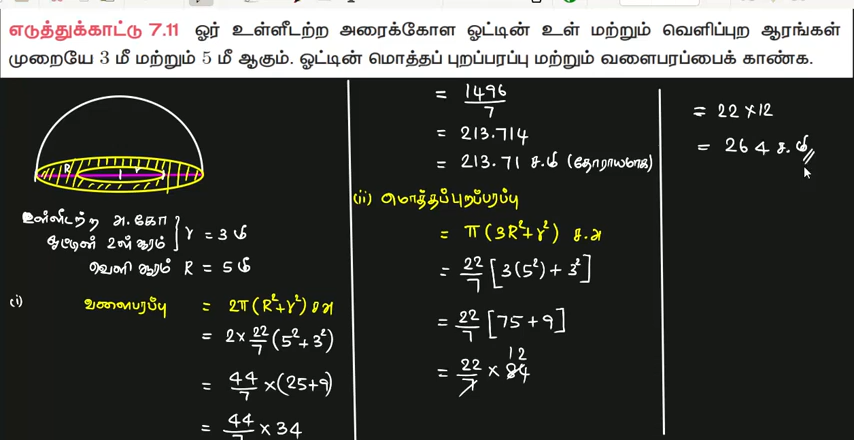 எடுத்துக்காட்டு 7.11 ஓர் உள்ளீடற்ற அரைக்கோள ஓட்டின் உள் மற்றும் வெளிப்புற ஆரங்கள்
முறையே 3 மீ மற்றும் 5 மீ ஆகும். ஓட்டின் மொத்தப் புறப்பரப்பு மற்றும் வளைபரப்பைக் காண்க.
R r
உள்ளீடற்ற அ.கோ
ஓட்டின் உள் ஆரம் } r = 3 மீ
வெளி ஆரம் R = 5 மீ
(i) வளைபரப்பு = 2π (R²+r²) ச.அ
= 2 × 22/7 (5²+3²)
= 44/7 × (25+9)
= 44/7 × 34
= 1496/7
= 213.714
= 213.71 ச.மீ (தோராயமாக)
(ii) மொத்தப்புறப்பரப்பு
= π (3R²+r²) ச.அ
= 22/7 [3(5²) + 3²]
= 22/7 [75 + 9]
= 22/7 × 84 12
= 22 × 12
= 264 ச.மீ